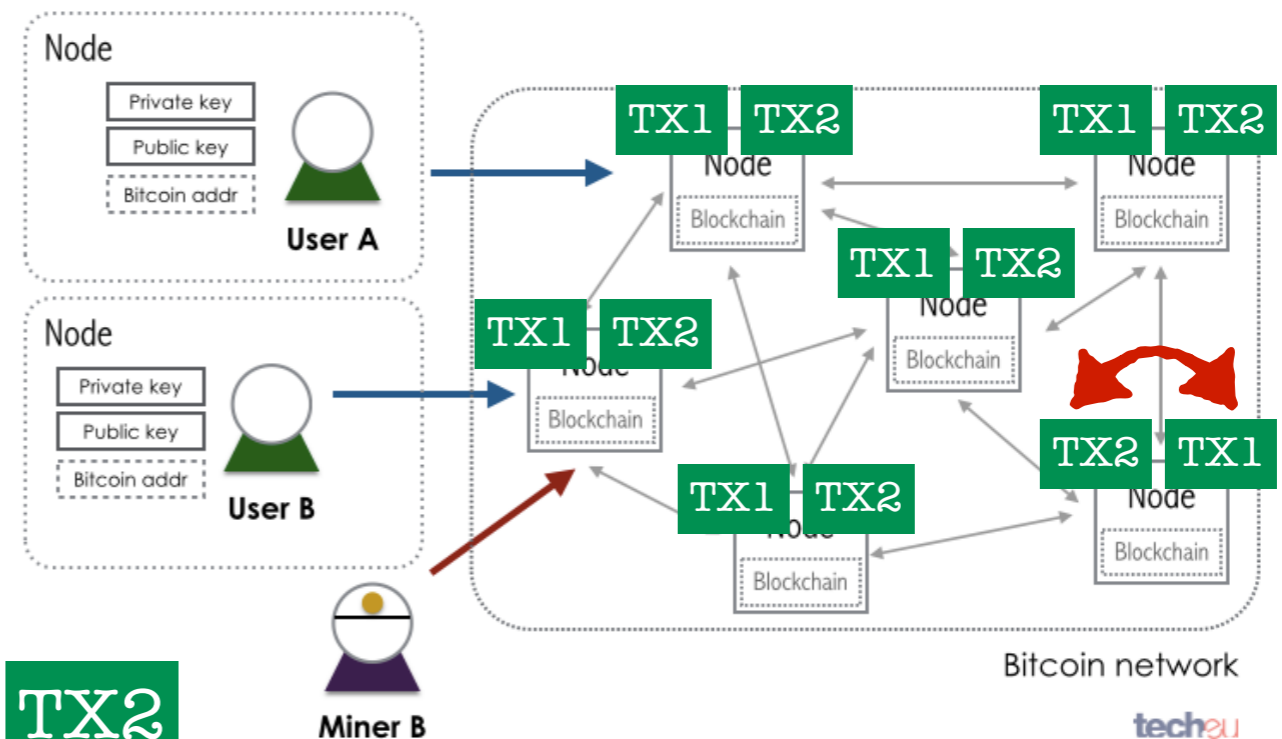 Node
Private key
Public key
Bitcoin addr
User A
Node
Private key
Public key
Bitcoin addr
User B
TX2
Miner B
TX1 TX2
Node
Blockchain
TX1 TX2
Node
Blockchain
TX1 TX2
Node
Blockchain
TX1 TX2
Node
Blockchain
TX1 TX2
Node
Blockchain
TX2 TX1
Node
Blockchain
Bitcoin network
techeu